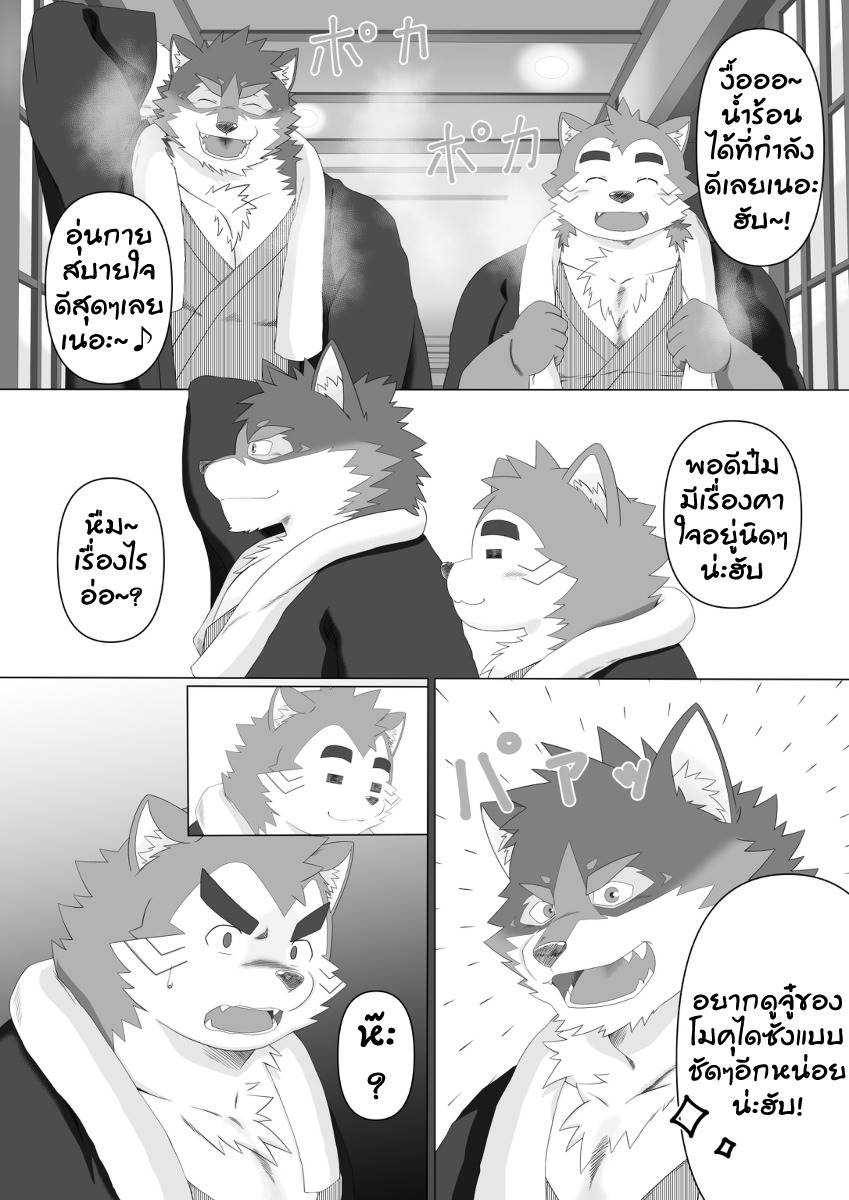 งื้อออ~
น้ำร้อน
ได้ที่กำลัง
ดีเลยเนอะ
ฮับ~!
ポカ
ポカ
อุ่นกาย
สบายใจ
ดีสุดๆเลย
เนอะ~♪
พอดีป๋ม
มีเรื่องคา
ใจอยู่นิดๆ
น่ะฮับ
หืม~
เรื่องไร
อ่อ~?
パァッ
อยากดูจู๋ของ
โมคุไดซังแบบ
ชัดๆอีกหน่อย
น่ะฮับ!
ห๊ะ
?